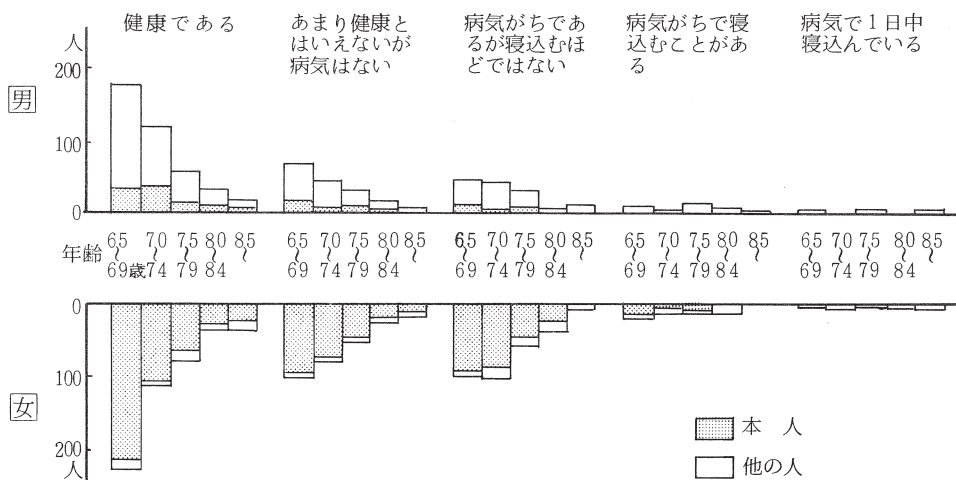 健康である
あまり健康と
はいえないが
病気はない
病気がちであ
るが寝込むほ
どではない
病気がちで寝
込むことがあ
る
病気で1日中
寝込んでいる
人
200
男
100
0
年齢
65〜69歳 70〜74 75〜79 80〜84 85〜
65〜69 70〜74 75〜79 80〜84 85〜
65〜69 70〜74 75〜79 80〜84 85〜
65〜69 70〜74 75〜79 80〜84 85〜
65〜69 70〜74 75〜79 80〜84 85〜
0
100
女
200
人
本人
他の人